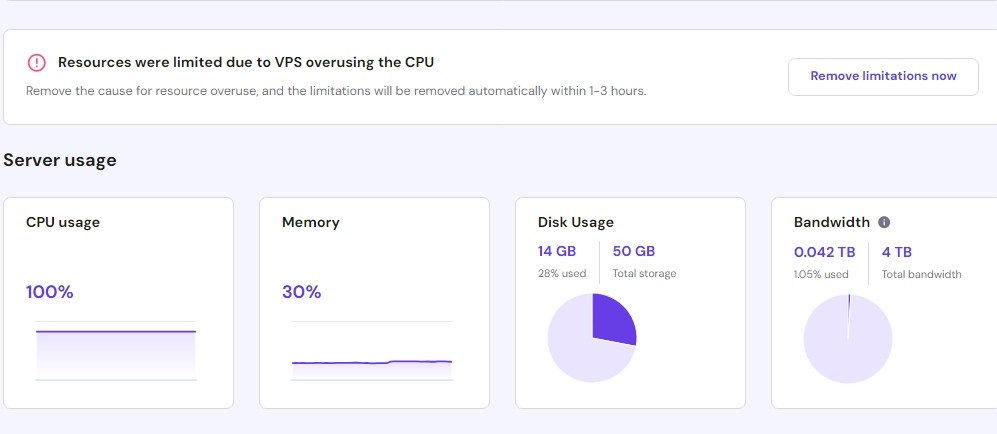 Resources were limited due to VPS overusing the CPU
Remove the cause for resource overuse, and the limitations will be removed automatically within 1-3 hours.
Remove limitations now
Server usage
CPU usage
100%
Memory
30%
Disk Usage
14 GB
28% used
50 GB
Total storage
Bandwidth
0.042 TB
1.05% used
4 TB
Total bandwidth